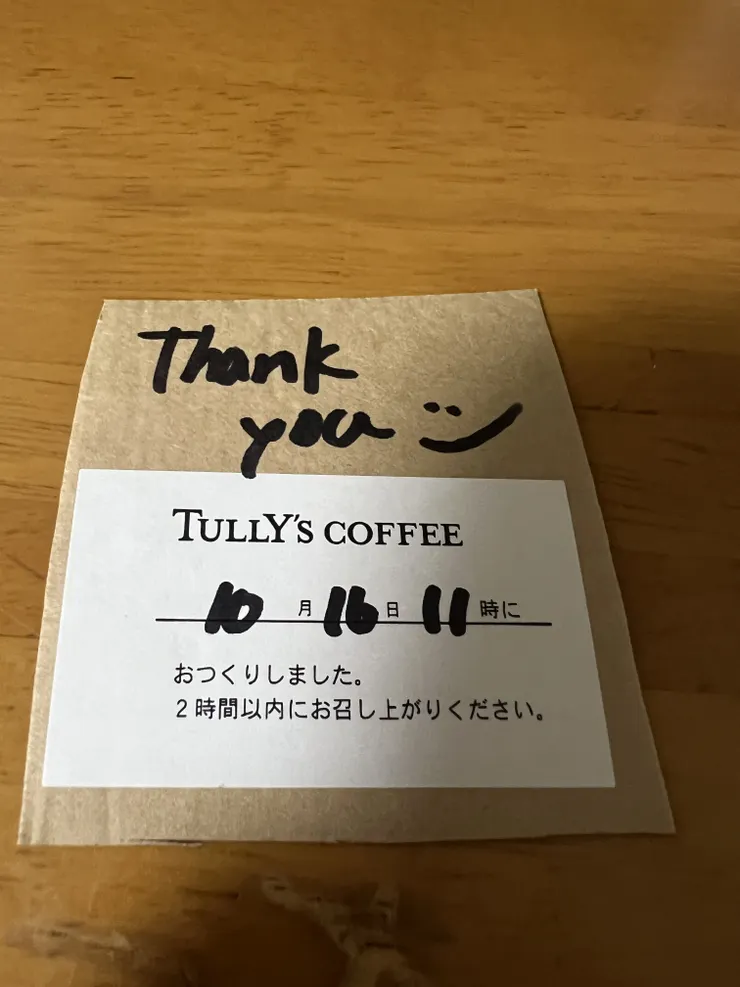 Thank
you
TULLY'S COFFEE
10月16日11時に
おつくりしました。
２時間以内にお召し上がりください。